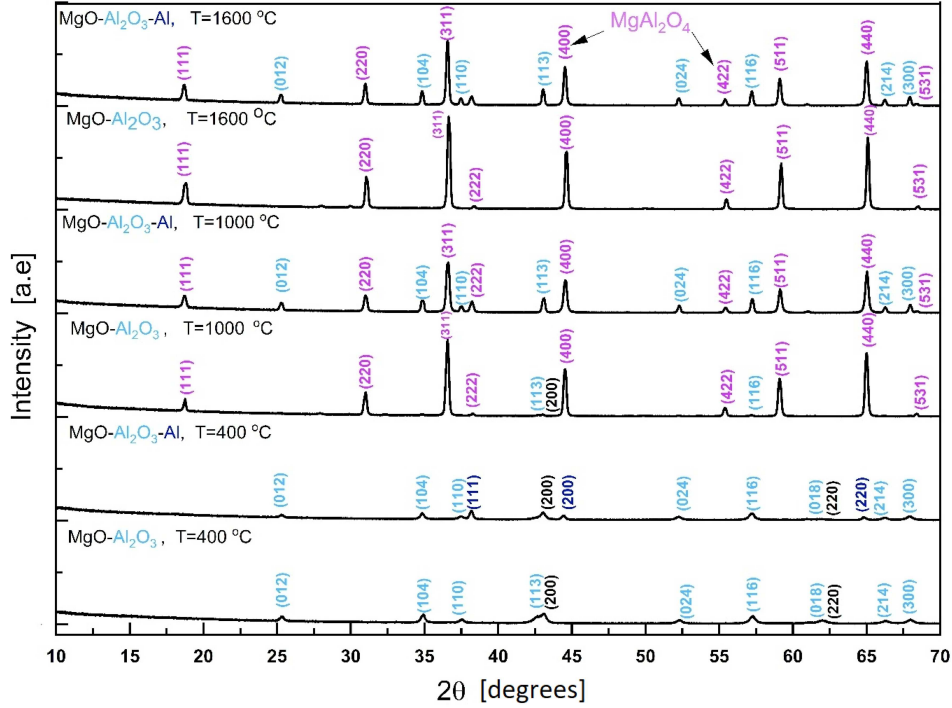 MgO-Al₂O₃-Al, T=1600 °C
MgAl₂O₄
(111) (012) (220) (104) (311) (110) (113) (400) (024) (422) (116) (511) (440) (214) (300) (531)
MgO-Al₂O₃, T=1600 °C
(111) (220) (311) (222) (400) (422) (511) (440) (531)
MgO-Al₂O₃-Al, T=1000 °C
(111) (012) (220) (104) (311) (110) (222) (113) (400) (024) (422) (116) (511) (440) (214) (300) (531)
MgO-Al₂O₃, T=1000 °C
(111) (220) (311) (222) (113) (200) (400) (422) (116) (511) (440) (531)
MgO-Al₂O₃-Al, T=400 °C
(012) (104) (110) (111) (200) (200) (024) (116) (018) (220) (220) (214) (300)
MgO-Al₂O₃, T=400 °C
(012) (104) (110) (113) (200) (024) (116) (018) (220) (214) (300)
Intensity [a.e]
10 15 20 25 30 35 40 45 50 55 60 65 70
2θ [degrees]